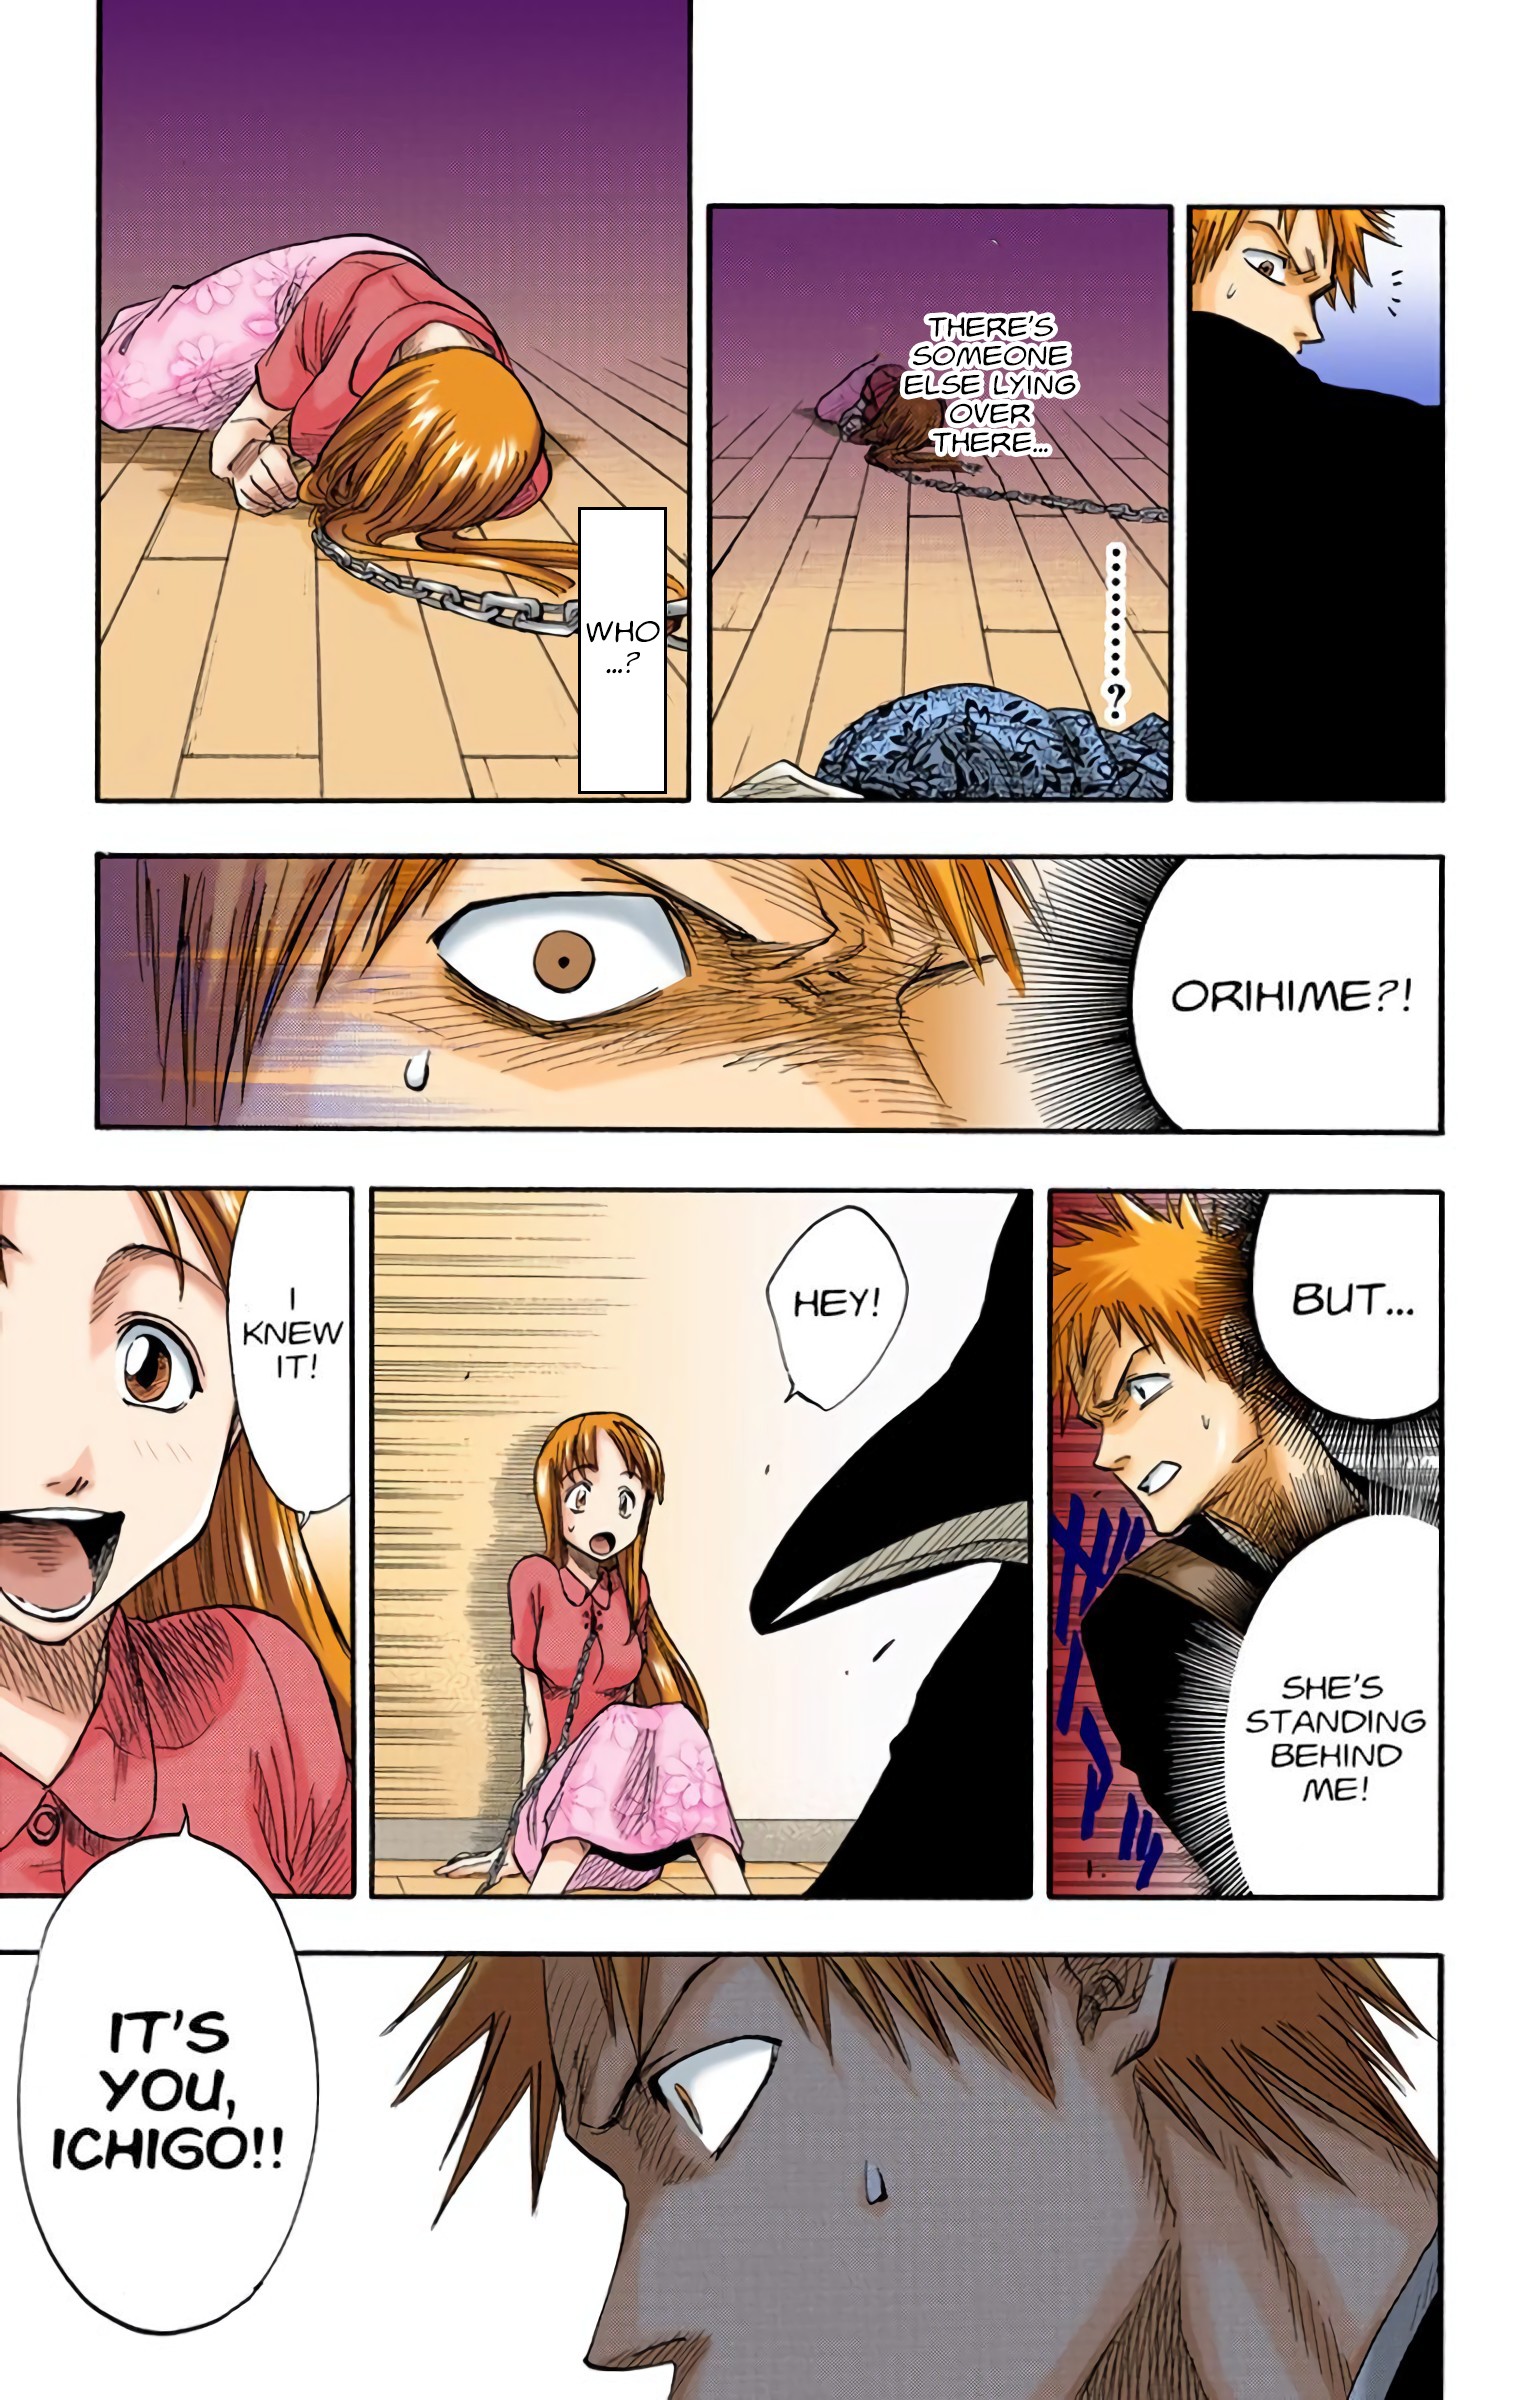 THERE'S
SOMEONE
ELSE LYING
OVER
THERE...
.........?
WHO
...?
ORIHIME?!
BUT...
SHE'S
STANDING
BEHIND
ME!
HEY!
I
KNEW
IT!
IT'S
YOU,
ICHIGO!!